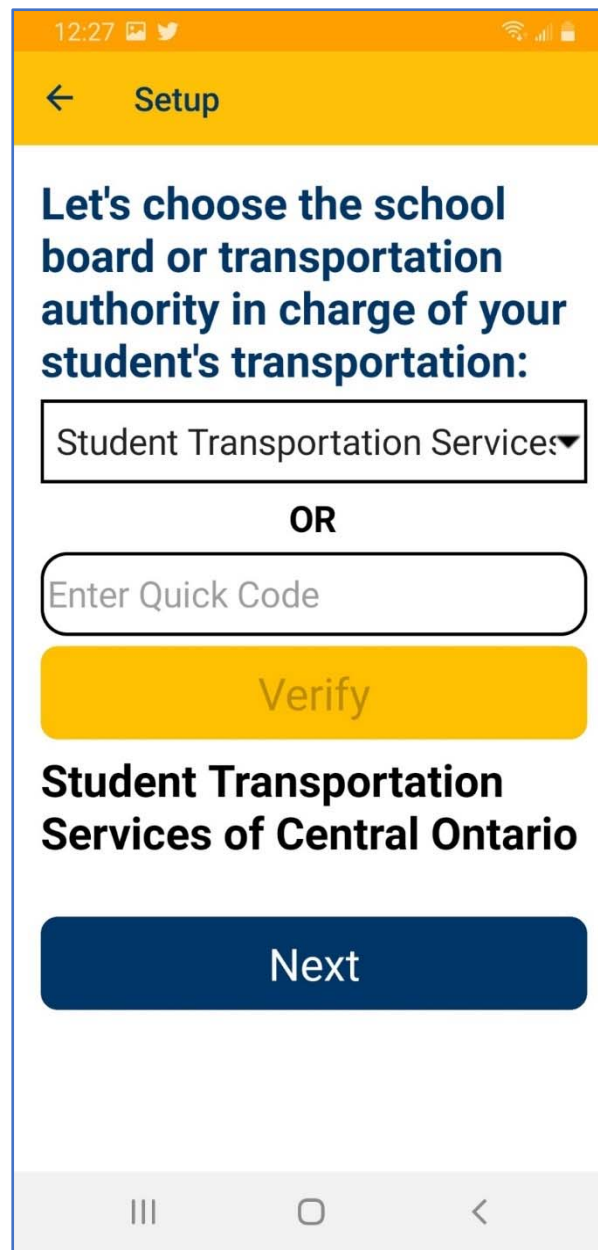 12:27
Setup
Let's choose the school
board or transportation
authority in charge of your
student's transportation:
Student Transportation Services
OR
Enter Quick Code
Verify
Student Transportation
Services of Central Ontario
Next